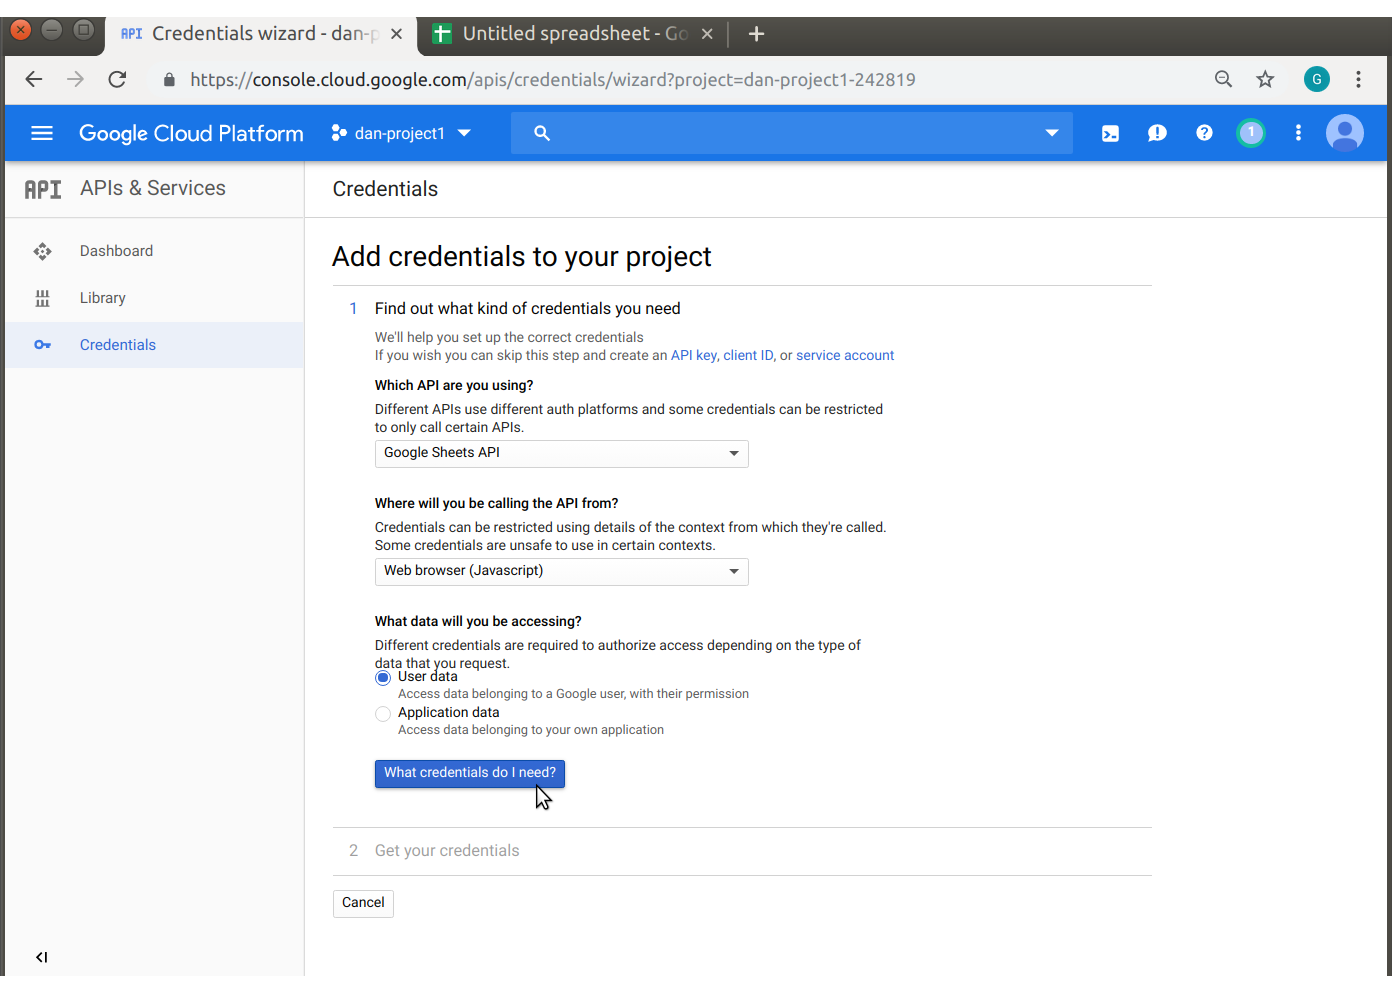 API Credentials wizard - dan-p
Untitled spreadsheet - Go
https://console.cloud.google.com/apis/credentials/wizard?project=dan-project1-242819
G
Google Cloud Platform
dan-project1
1
API APIs & Services
Credentials
Dashboard
Library
Credentials
Add credentials to your project
1 Find out what kind of credentials you need
We'll help you set up the correct credentials
If you wish you can skip this step and create an API key, client ID, or service account
Which API are you using?
Different APIs use different auth platforms and some credentials can be restricted
to only call certain APIs.
Google Sheets API
Where will you be calling the API from?
Credentials can be restricted using details of the context from which they're called.
Some credentials are unsafe to use in certain contexts.
Web browser (Javascript)
What data will you be accessing?
Different credentials are required to authorize access depending on the type of
data that you request.
User data
Access data belonging to a Google user, with their permission
Application data
Access data belonging to your own application
What credentials do I need?
2 Get your credentials
Cancel